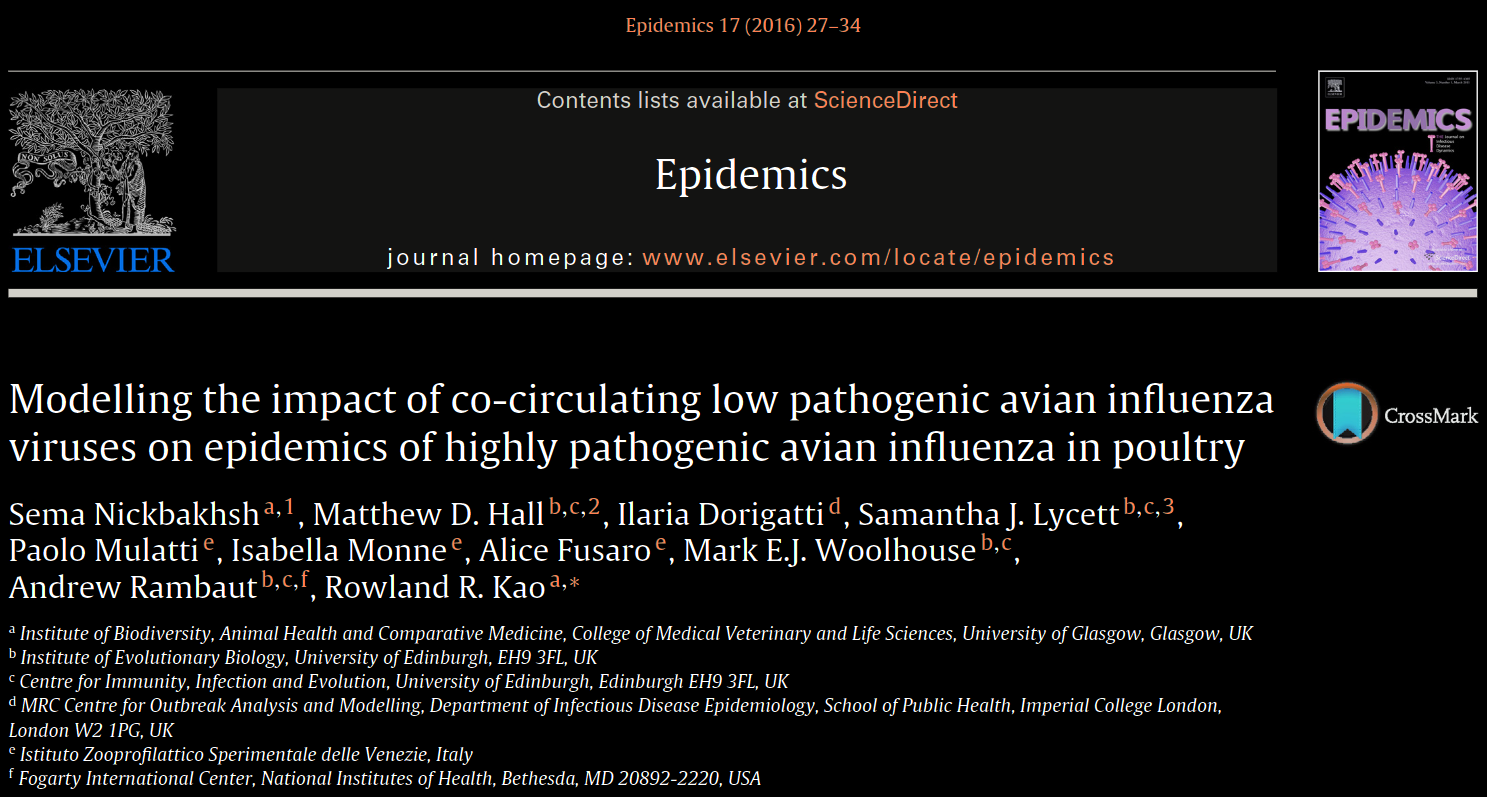 Epidemics 17 (2016) 27–34
Contents lists available at ScienceDirect
Epidemics
journal homepage: www.elsevier.com/locate/epidemics
NON SOLUS
ELSEVIER
EPIDEMICS
Modelling the impact of co-circulating low pathogenic avian influenza
viruses on epidemics of highly pathogenic avian influenza in poultry
CrossMark
Sema Nickbakhsh a,1, Matthew D. Hall b,c,2, Ilaria Dorigatti d, Samantha J. Lycett b,c,3,
Paolo Mulatti e, Isabella Monne e, Alice Fusaro e, Mark E.J. Woolhouse b,c,
Andrew Rambaut b,c,f, Rowland R. Kao a,*
a Institute of Biodiversity, Animal Health and Comparative Medicine, College of Medical Veterinary and Life Sciences, University of Glasgow, Glasgow, UK
b Institute of Evolutionary Biology, University of Edinburgh, EH9 3FL, UK
c Centre for Immunity, Infection and Evolution, University of Edinburgh, Edinburgh EH9 3FL, UK
d MRC Centre for Outbreak Analysis and Modelling, Department of Infectious Disease Epidemiology, School of Public Health, Imperial College London,
London W2 1PG, UK
e Istituto Zooprofilattico Sperimentale delle Venezie, Italy
f Fogarty International Center, National Institutes of Health, Bethesda, MD 20892-2220, USA